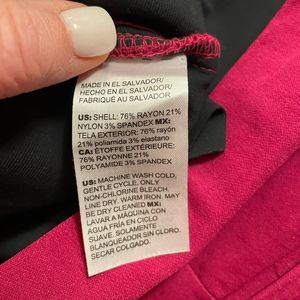 MADE IN EL SALVADOR/
HECHO EN EL SALVADOR/
FABRIQUÉ AU SALVADOR
US: SHELL: 76% RAYON 21%
NYLON 3% SPANDEX MX:
TELA EXTERIOR: 76% rayón
21% poliamida 3% elastano
CA: ÉTOFFE EXTÉRIEURE:
76% RAYONNE 21%
POLYAMIDE 3% SPANDEX
US: MACHINE WASH COLD,
GENTLE CYCLE. ONLY
NON-CHLORINE BLEACH.
LINE DRY. WARM IRON. MAY
BE DRY CLEANED MX:
LAVAR A MÁQUINA CON
AGUA FRÍA EN CICLO
SUAVE. SOLAMENTE
BLANQUEADOR SIN CLORO.
SECAR COLGADO.